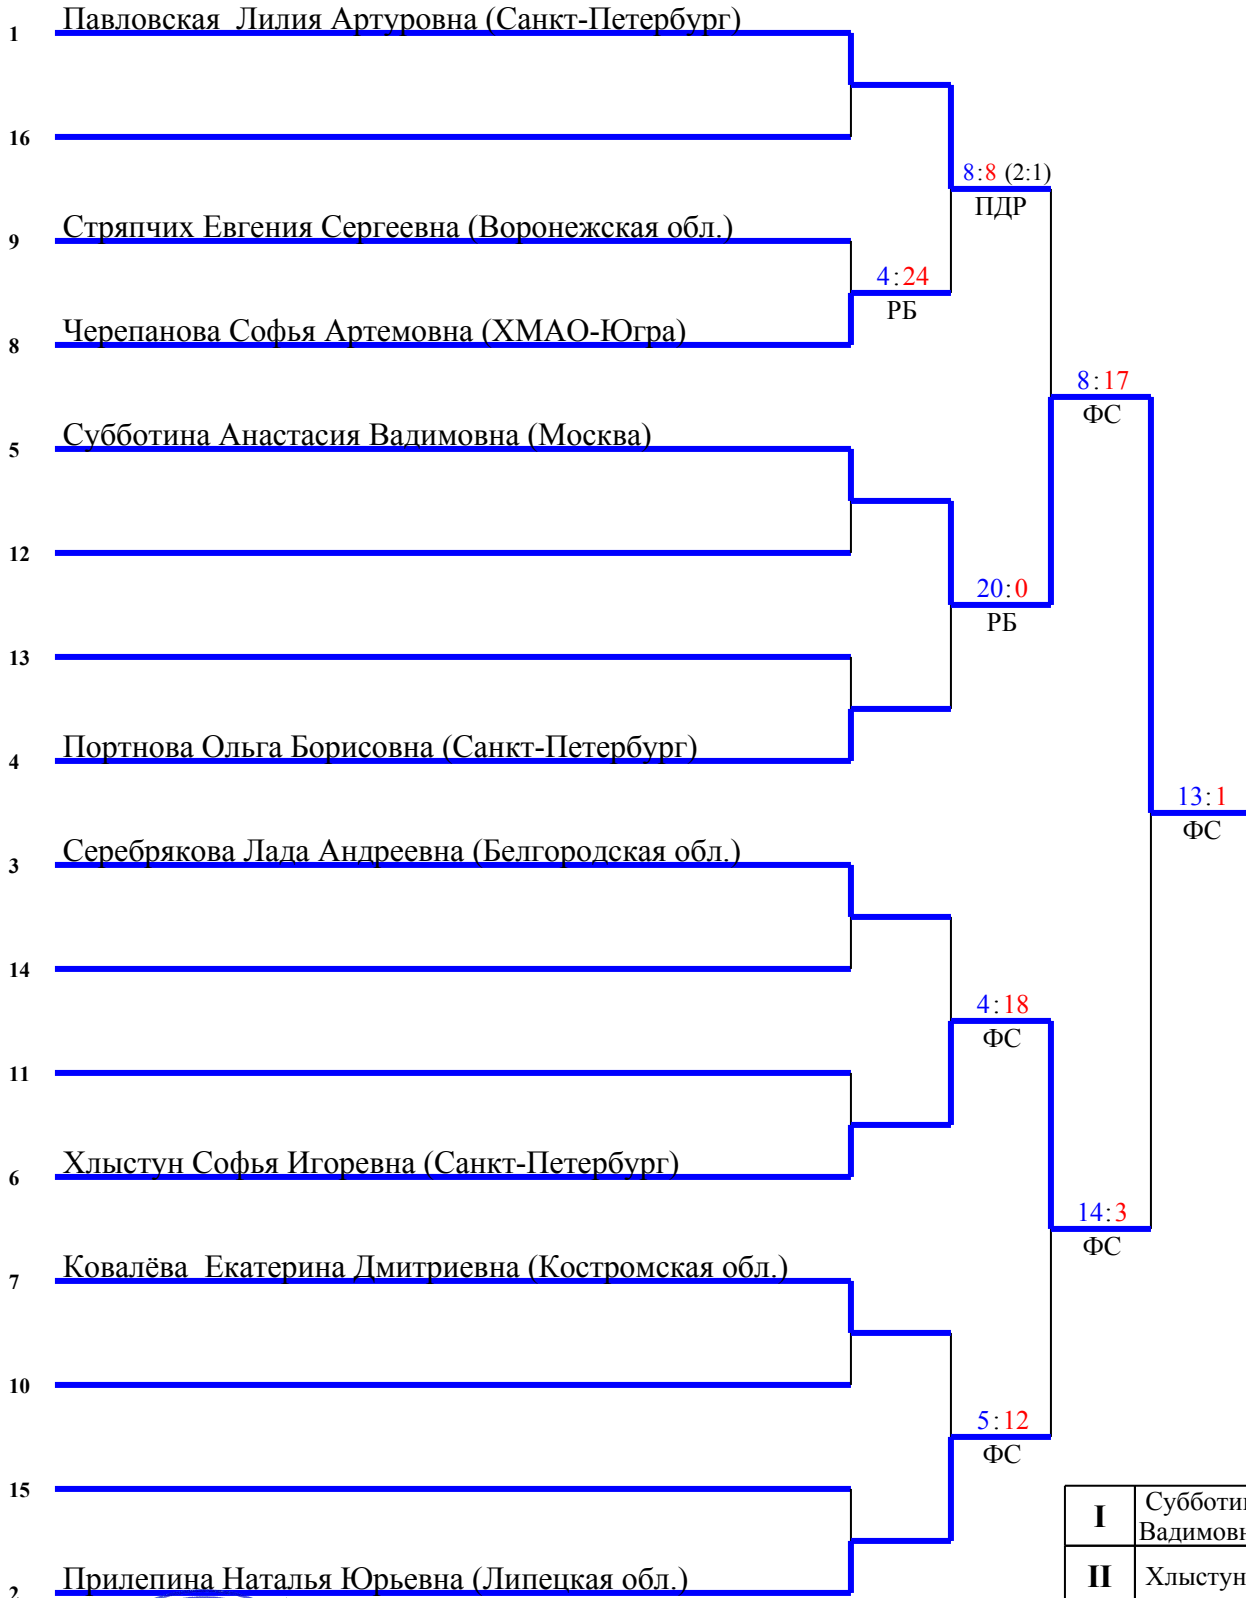 Павловская  Лилия Артуровна (Санкт-Петербург)
1
16
8:8 (2:1)
ПДР
Стряпчих Евгения Сергеевна (Воронежская обл.)
9
4:24
РБ
Черепанова Софья Артемовна (ХМАО-Югра)
8
8:17
ФС
Субботина Анастасия Вадимовна (Москва)
5
12
20:0
РБ
13
Портнова Ольга Борисовна (Санкт-Петербург)
4
13:1
ФС
Серебрякова Лада Андреевна (Белгородская обл.)
3
14
4:18
ФС
11
Хлыстун Софья Игоревна (Санкт-Петербург)
6
14:3
ФС
Ковалёва  Екатерина Дмитриевна (Костромская обл.)
7
10
5:12
ФС
15
I
Вадимовн
Прилепина Наталья Юрьевна (Липецкая обл.)
2
II Хлыстун